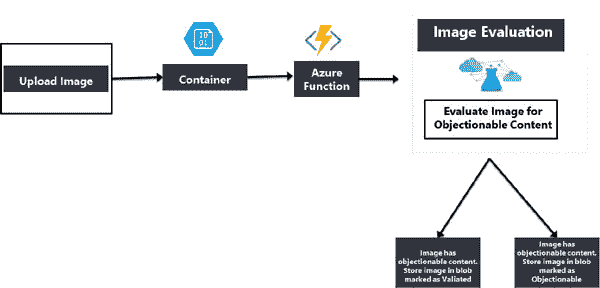 Image Evaluation
Upload Image
Container
Azure
Function
Evaluate Image for
Objectionable Content
Image has
objectionable content.
Store image in blob
marked as Valiated
Image has
objectionable content.
Store image in blob
marked as
Objectionable